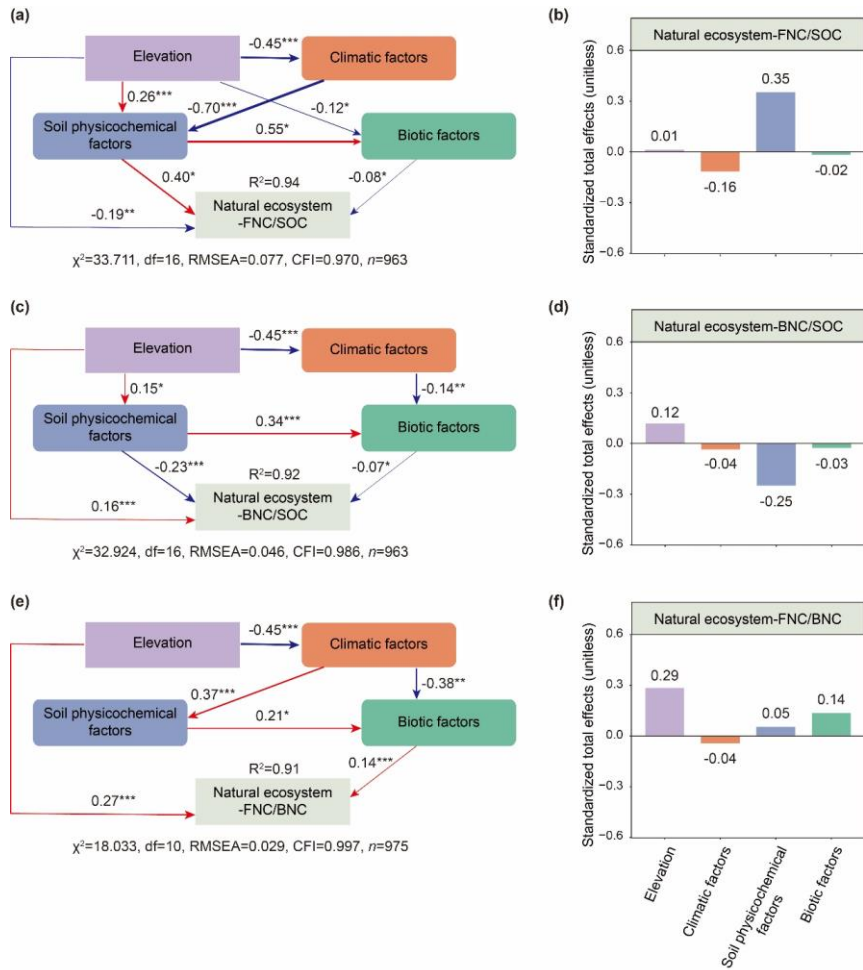 (a)
Elevation
-0.45***
Climatic factors
0.26***
-0.70***
-0.12*
Soil physicochemical
factors
0.55*
Biotic factors
0.40*
R²=0.94
-0.08*
Natural ecosystem
-FNC/SOC
-0.19**
χ²=33.711, df=16, RMSEA=0.077, CFI=0.970, n=963
(b)
Natural ecosystem-FNC/SOC
Standardized total effects (unitless)
0.6
0.3
0.0
−0.3
−0.6
0.01
-0.16
0.35
-0.02
(c)
Elevation
-0.45***
Climatic factors
0.15*
-0.14**
Soil physicochemical
factors
0.34***
Biotic factors
-0.23***
R²=0.92
-0.07*
Natural ecosystem
-BNC/SOC
0.16***
χ²=32.924, df=16, RMSEA=0.046, CFI=0.986, n=963
(d)
Natural ecosystem-BNC/SOC
Standardized total effects (unitless)
0.6
0.3
0.0
−0.3
−0.6
0.12
-0.04
-0.25
-0.03
(e)
Elevation
-0.45***
Climatic factors
0.37***
-0.38**
Soil physicochemical
factors
0.21*
Biotic factors
R²=0.91
0.14***
Natural ecosystem
-FNC/BNC
0.27***
χ²=18.033, df=10, RMSEA=0.029, CFI=0.997, n=975
(f)
Natural ecosystem-FNC/BNC
Standardized total effects (unitless)
0.6
0.3
0.0
−0.3
−0.6
0.29
-0.04
0.05
0.14
Elevation
Climatic factors
Soil physicochemical
factors
Biotic factors